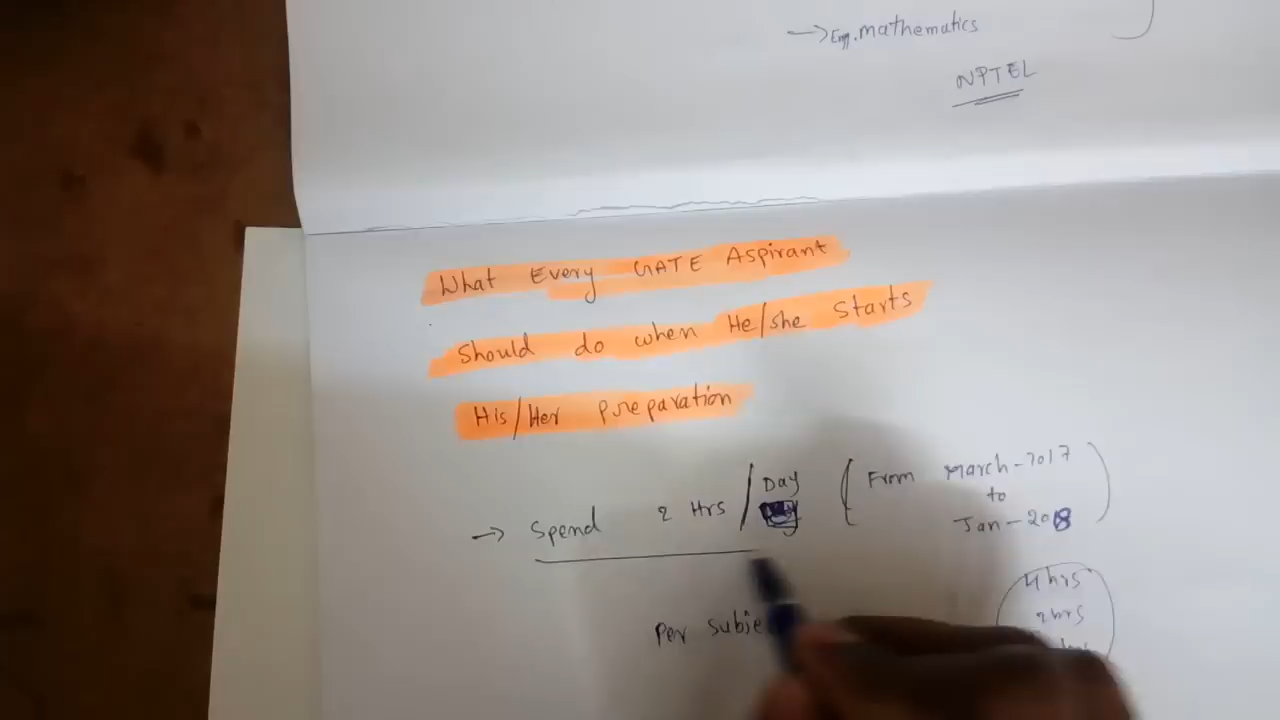 → Eng. mathematics
NPTEL
What Every GATE Aspirant
Should do when He/she Starts
His/Her preparation
→ Spend 2 Hrs / Day (From March-2017
to
Jan-2018)
4 hrs
2 hrs
hrs
Per subje